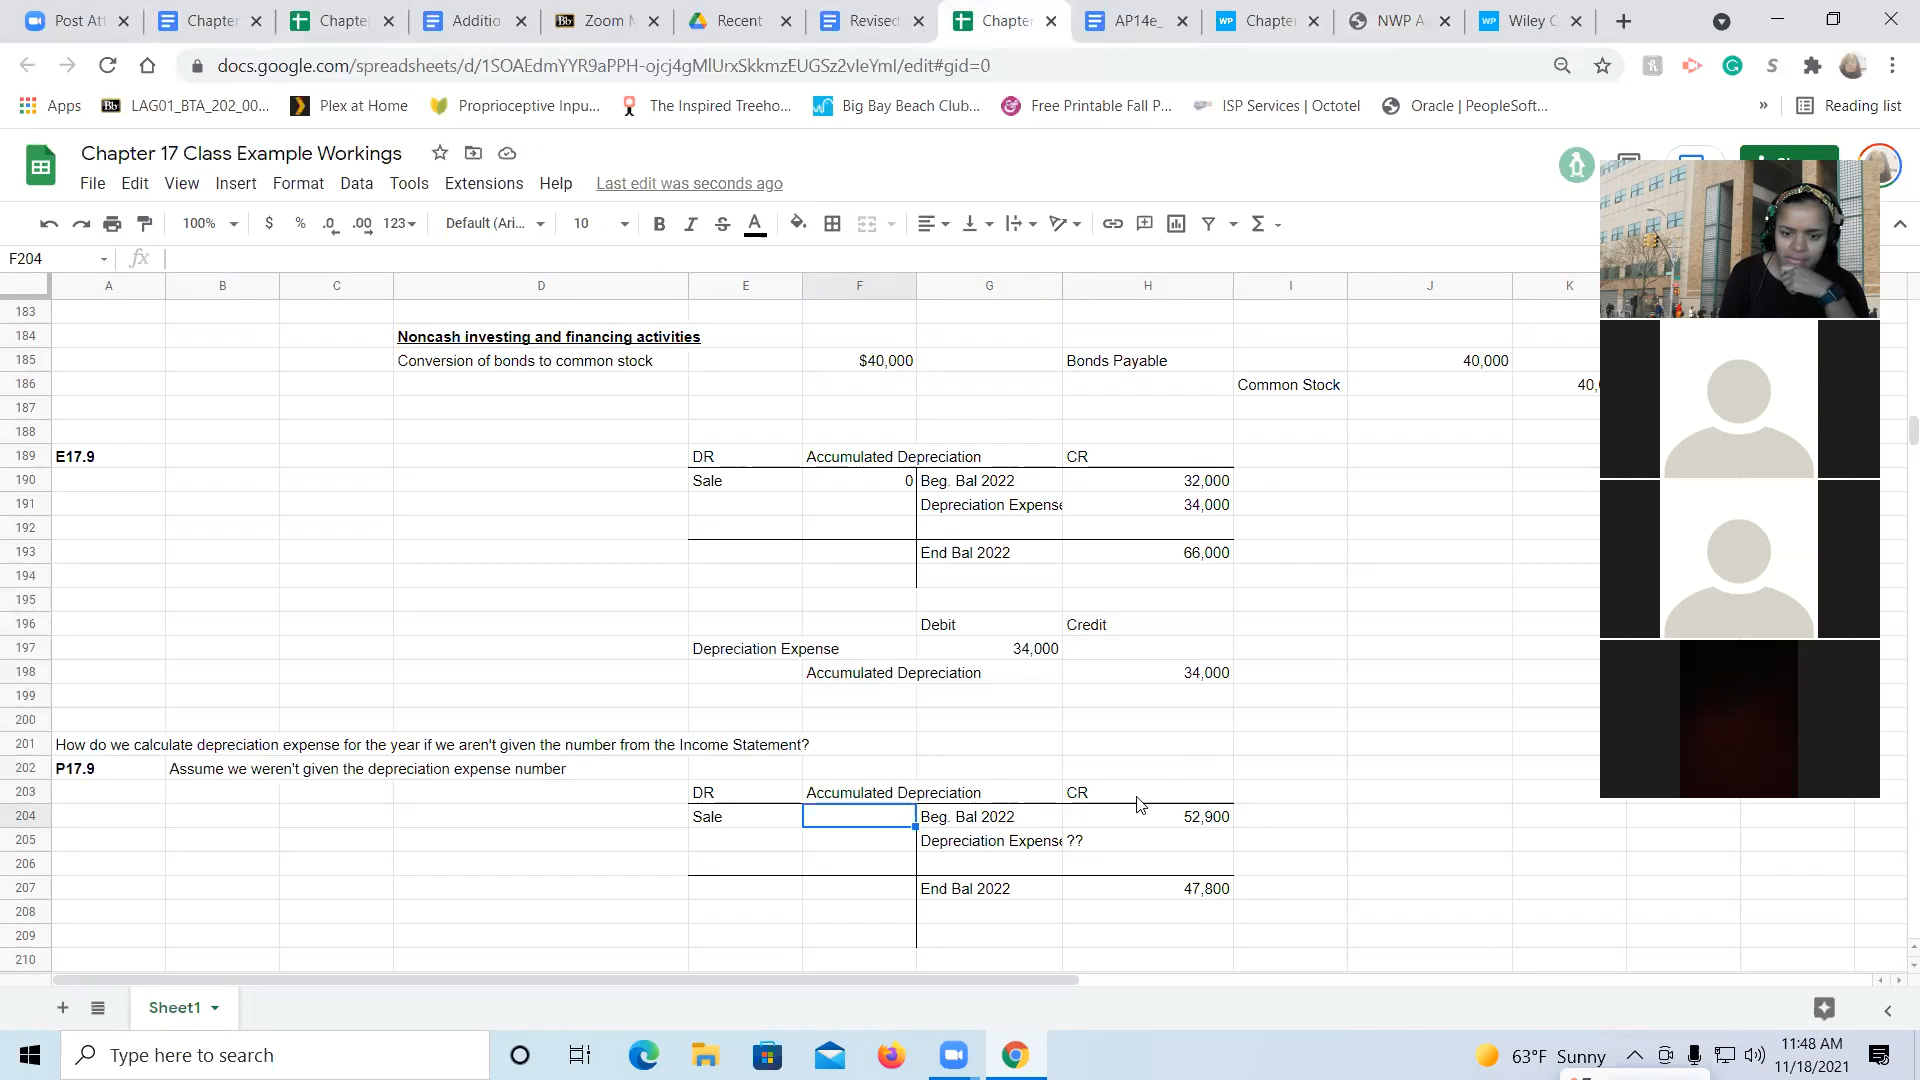 Post Att
Chapter
Chapte
Additio
Zoom M
Recent
Revised
Chapter
AP14e_
Chapte
NWP A
Wiley C
docs.google.com/spreadsheets/d/1SOAEdmYYR9aPPH-ojcj4gMlUrxSkkmzEUGSz2vIeYmI/edit#gid=0
Apps
LAG01_BTA_202_00...
Plex at Home
Proprioceptive Inpu...
The Inspired Treeho...
Big Bay Beach Club...
Free Printable Fall P...
ISP Services | Octotel
Oracle | PeopleSoft...
»
Reading list
Chapter 17 Class Example Workings
File Edit View Insert Format Data Tools Extensions Help Last edit was seconds ago
100% $ % .0 .00 123 Default (Ari... 10 B I S A
F204 fx
A B C D E F G H I J K
183
184 Noncash investing and financing activities
185 Conversion of bonds to common stock $40,000 Bonds Payable 40,000
186 Common Stock 40,
187
188
189 E17.9 DR Accumulated Depreciation CR
190 Sale 0 Beg. Bal 2022 32,000
191 Depreciation Expense 34,000
192
193 End Bal 2022 66,000
194
195
196 Debit Credit
197 Depreciation Expense 34,000
198 Accumulated Depreciation 34,000
199
200
201 How do we calculate depreciation expense for the year if we aren't given the number from the Income Statement?
202 P17.9 Assume we weren't given the depreciation expense number
203 DR Accumulated Depreciation CR
204 Sale Beg. Bal 2022 52,900
205 Depreciation Expense ??
206
207 End Bal 2022 47,800
208
209
210
Sheet1
Type here to search
63°F Sunny
11:48 AM
11/18/2021